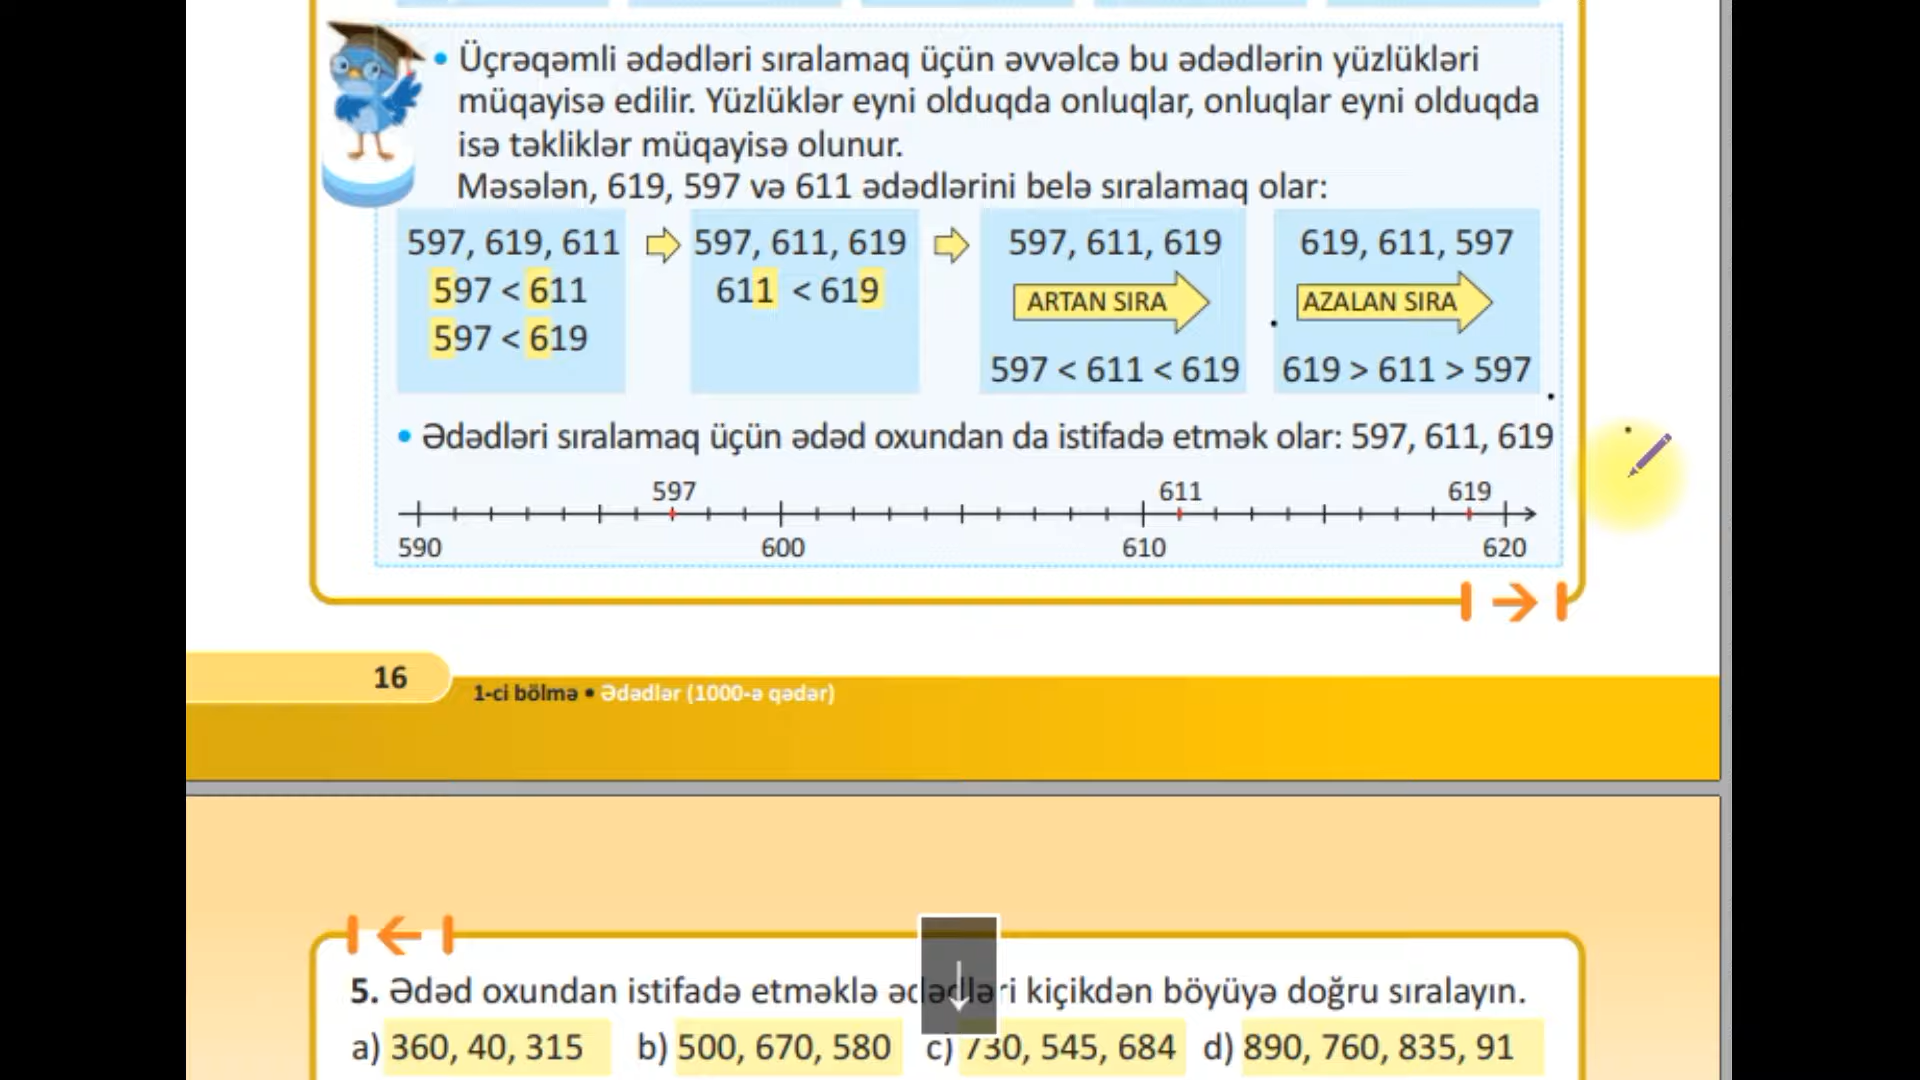 • Üçrəqəmli ədədləri sıralamaq üçün əvvəlcə bu ədədlərin yüzlükləri
müqayisə edilir. Yüzlüklər eyni olduqda onluqlar, onluqlar eyni olduqda
isə təkliklər müqayisə olunur.
Məsələn, 619, 597 və 611 ədədlərini belə sıralamaq olar:
597, 619, 611
597 < 611
597 < 619
597, 611, 619
611 < 619
597, 611, 619
ARTAN SIRA
597 < 611 < 619
619, 611, 597
AZALAN SIRA
619 > 611 > 597
• Ədədləri sıralamaq üçün ədəd oxundan da istifadə etmək olar: 597, 611, 619
597 611 619
590 600 610 620
16
1-ci bölmə • Ədədlər (1000-ə qədər)
5. Ədəd oxundan istifadə etməklə ədədləri kiçikdən böyüyə doğru sıralayın.
a) 360, 40, 315 b) 500, 670, 580 c) 730, 545, 684 d) 890, 760, 835, 91